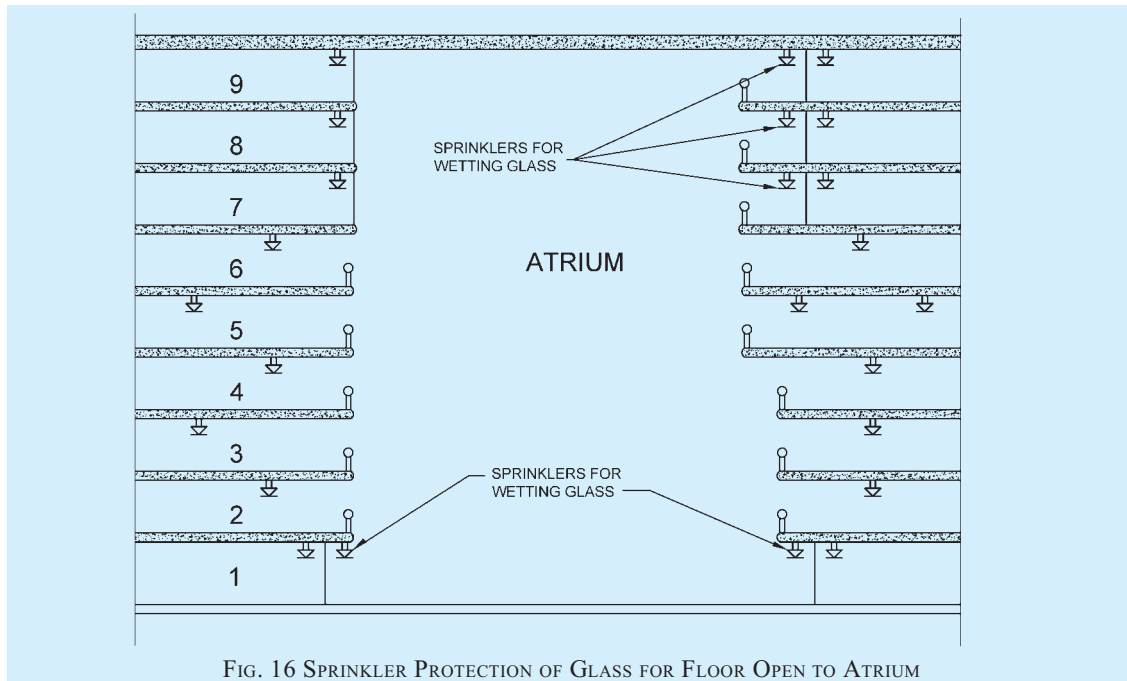 9
SPRINKLERS FOR
WETTING GLASS
8
7
ATRIUM
6
5
4
3
SPRINKLERS FOR
WETTING GLASS
2
1
FIG. 16 SPRINKLER PROTECTION OF GLASS FOR FLOOR OPEN TO ATRIUM